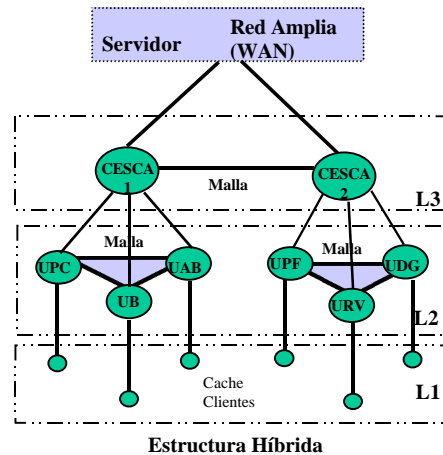 Servidor
Red Amplia
(WAN)
CESCA
1
Malla
CESCA
2
L3
UPC
Malla
UAB
UB
UPF
Malla
UDG
URV
L2
Cache
Clientes
L1
Estructura Híbrida